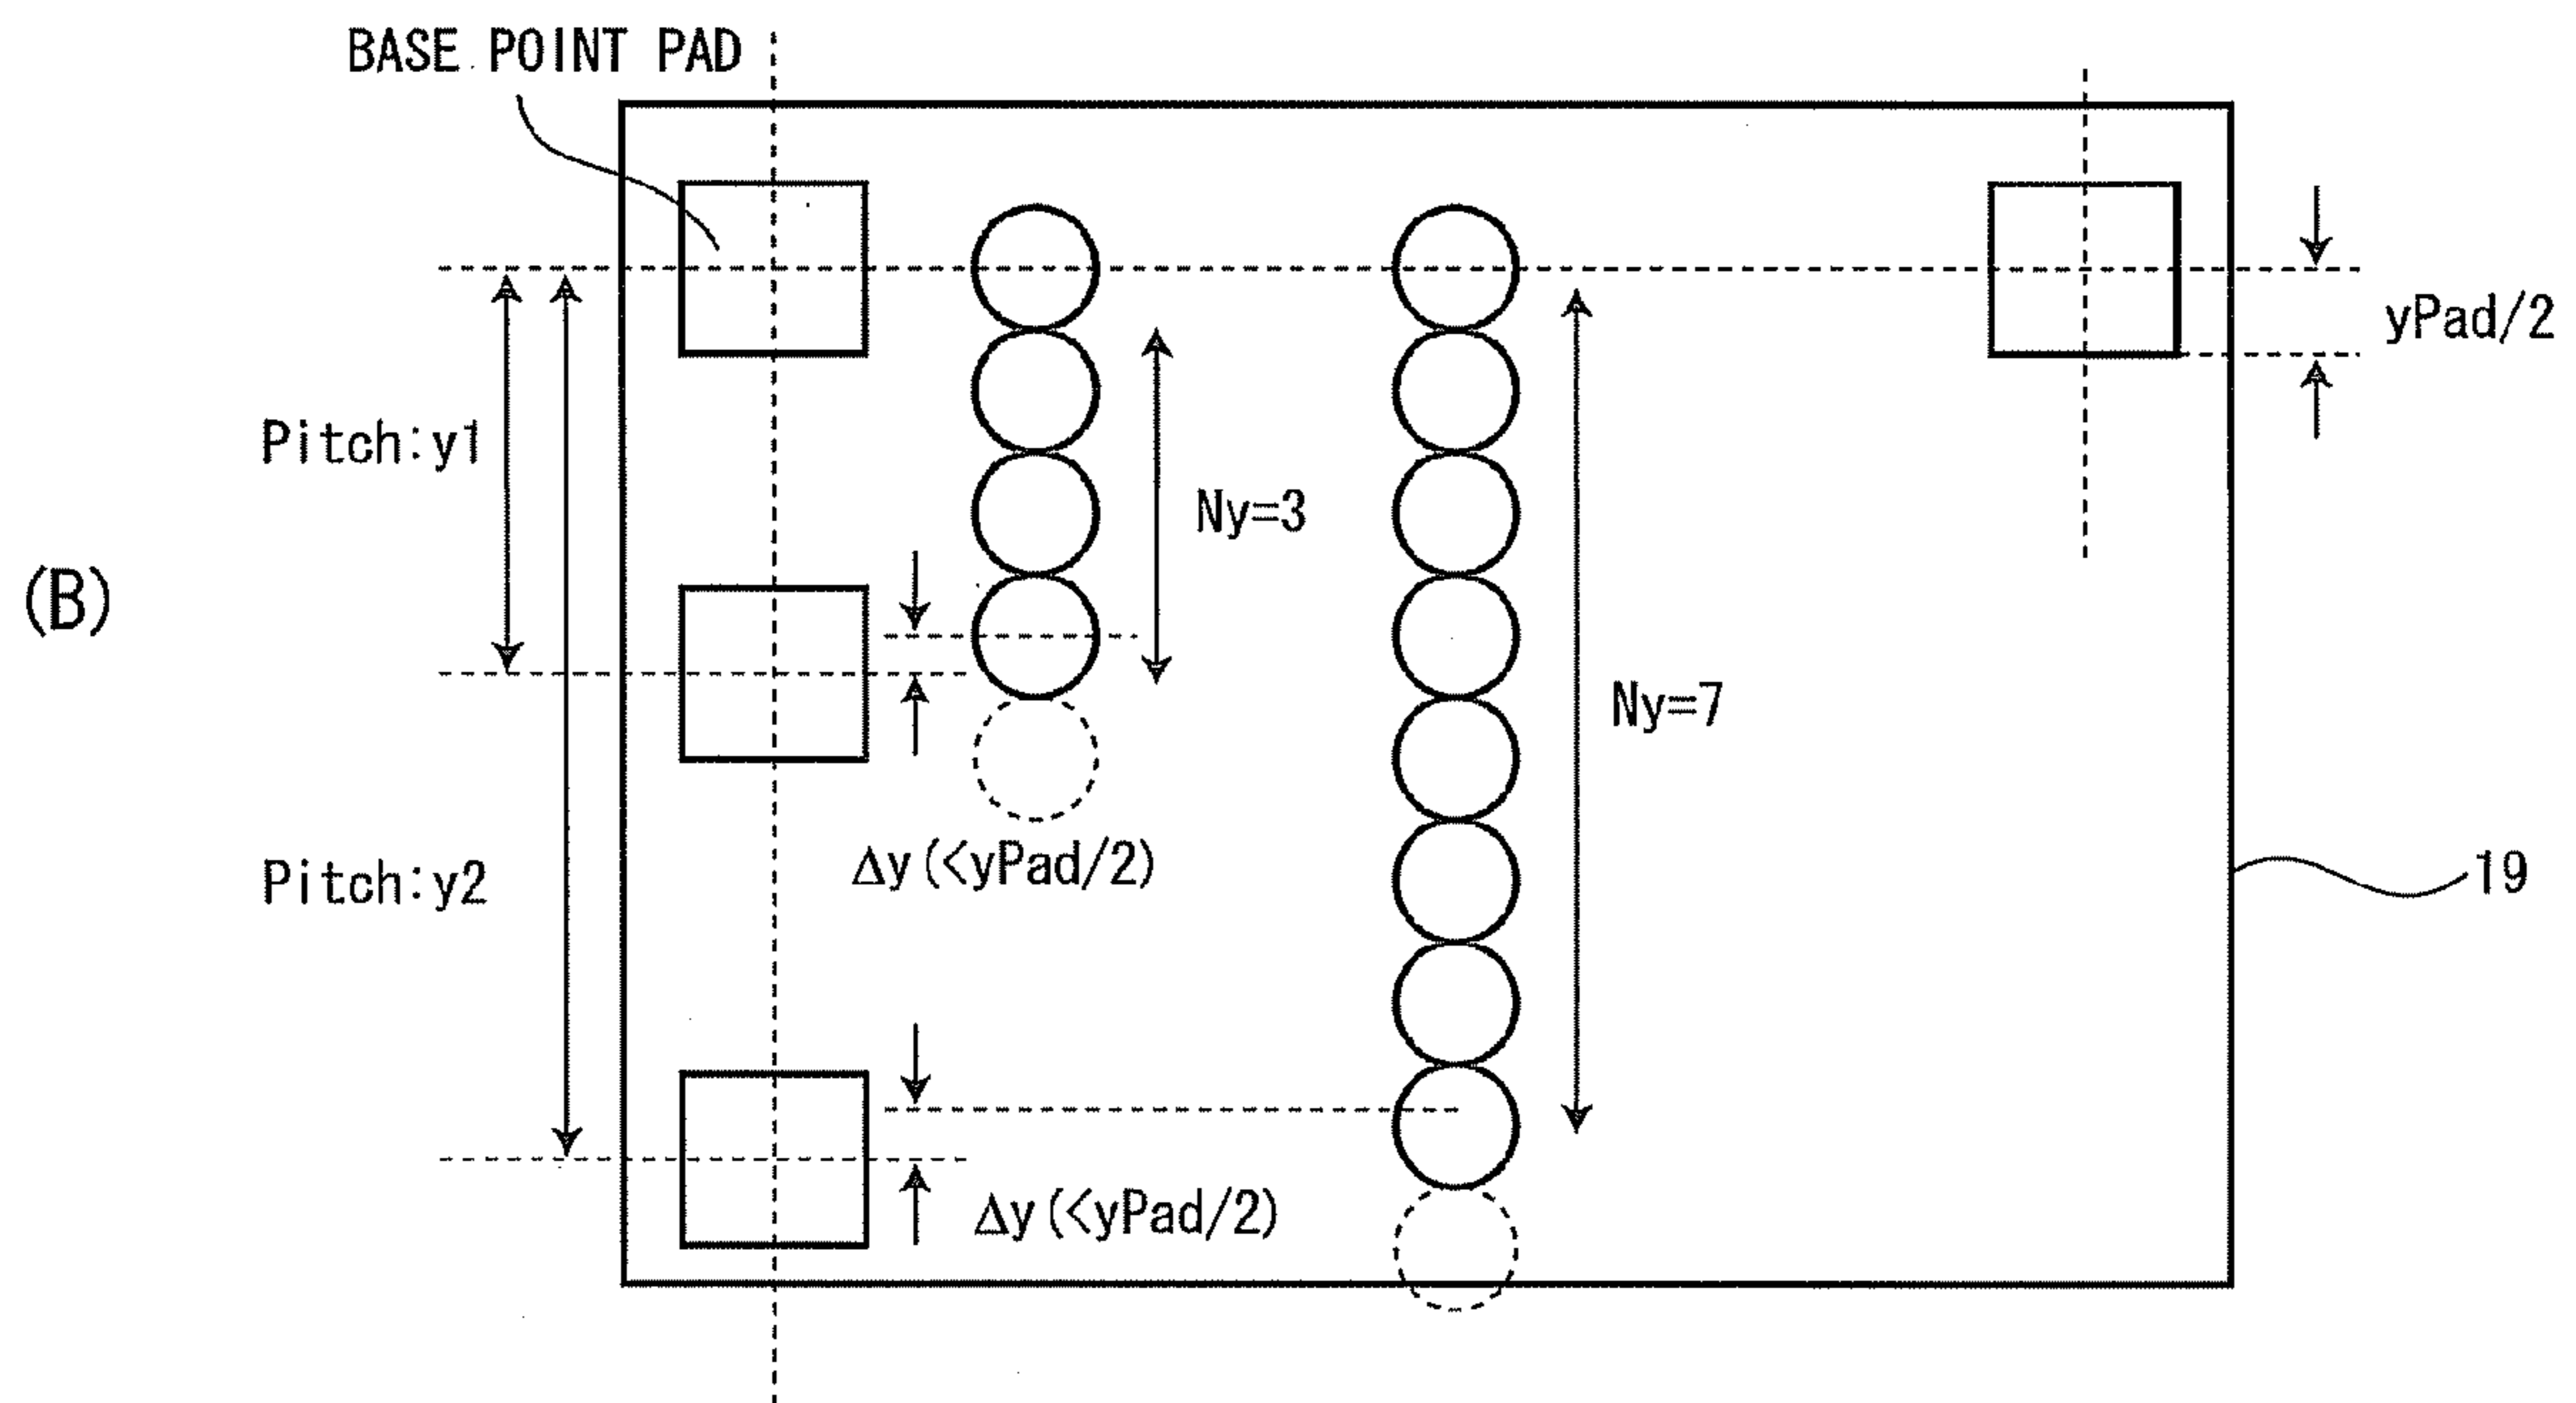 BASE POINT PAD
yPad/2
Pitch:y1
Ny=3
(B)
Ny=7
Δy(<yPad/2)
Pitch:y2
19
Δy(<yPad/2)